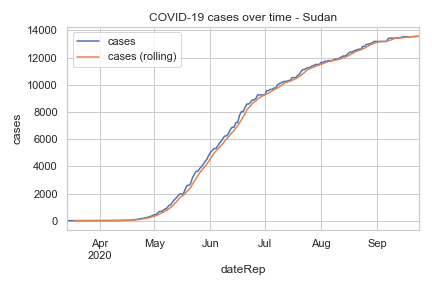 COVID-19 cases over time - Sudan
cases
cases (rolling)
14000
12000
10000
8000
6000
4000
2000
0
cases
Apr
2020
May
Jun
Jul
Aug
Sep
dateRep